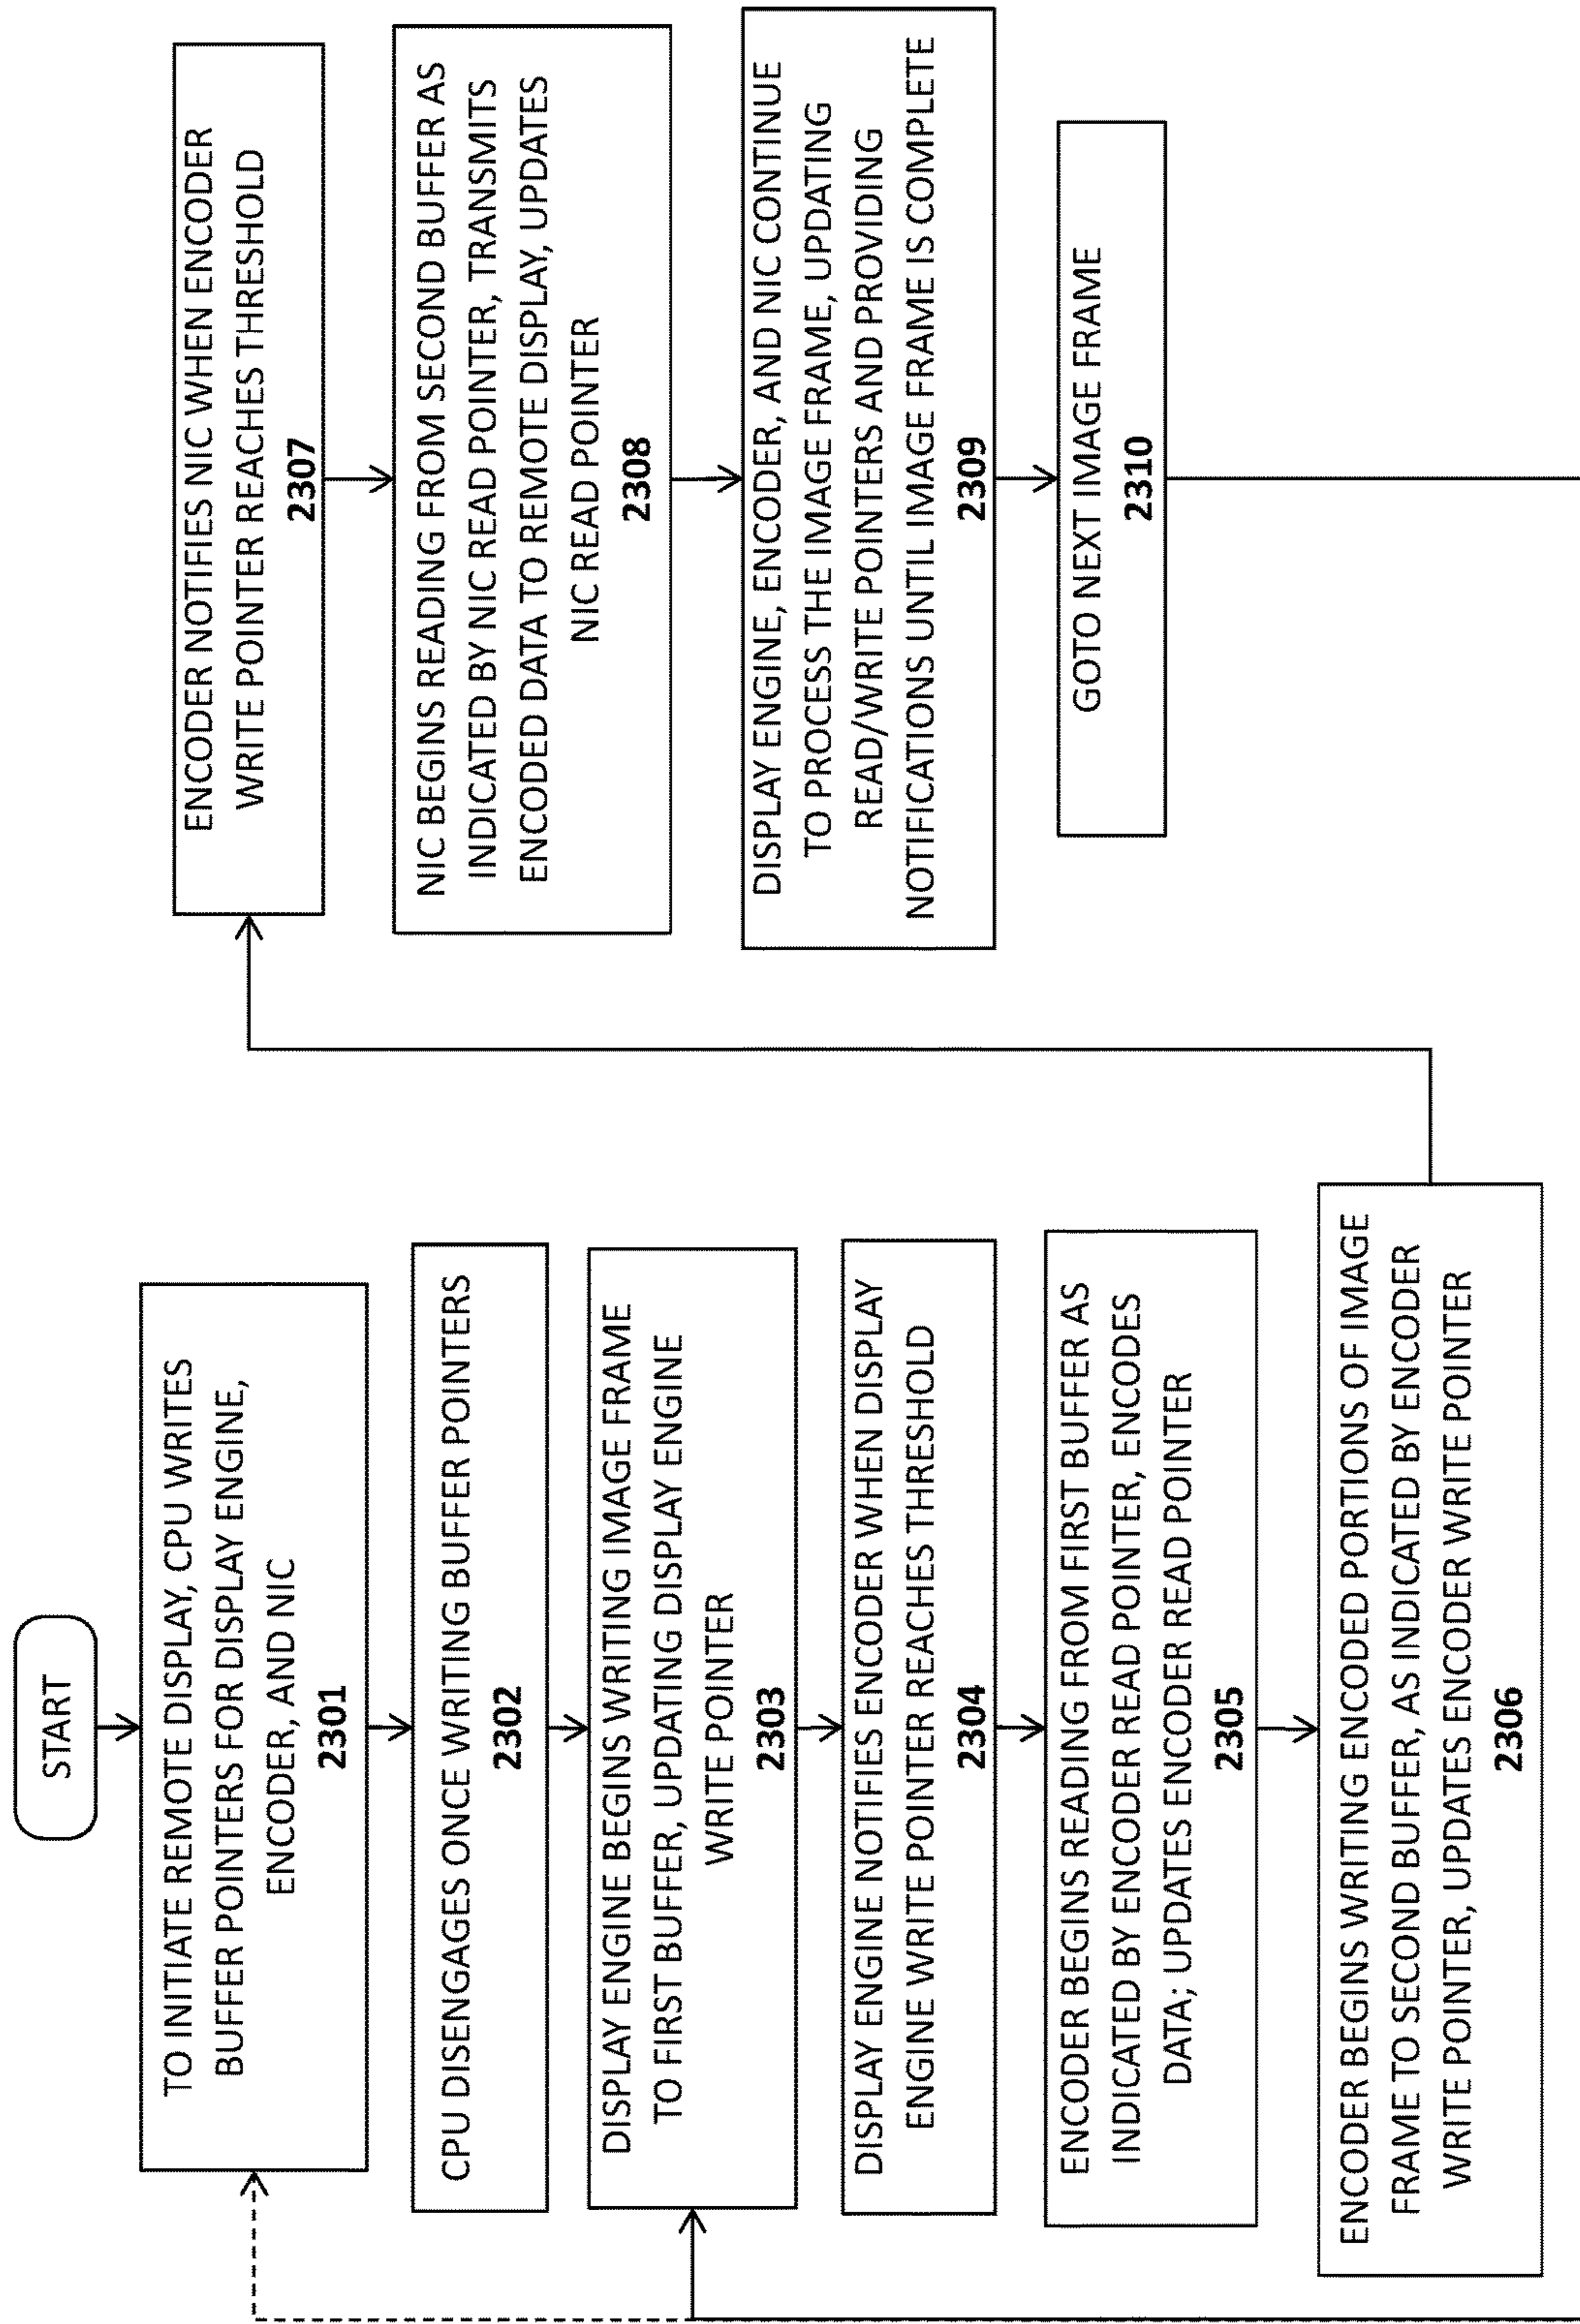 START
TO INITIATE REMOTE DISPLAY, CPU WRITES
BUFFER POINTERS FOR DISPLAY ENGINE,
ENCODER, AND NIC
2301
CPU DISENGAGES ONCE WRITING BUFFER POINTERS
2302
DISPLAY ENGINE BEGINS WRITING IMAGE FRAME
TO FIRST BUFFER, UPDATING DISPLAY ENGINE
WRITE POINTER
2303
DISPLAY ENGINE NOTIFIES ENCODER WHEN DISPLAY
ENGINE WRITE POINTER REACHES THRESHOLD
2304
ENCODER BEGINS READING FROM FIRST BUFFER AS
INDICATED BY ENCODER READ POINTER, ENCODES
DATA; UPDATES ENCODER READ POINTER
2305
ENCODER BEGINS WRITING ENCODED PORTIONS OF IMAGE
FRAME TO SECOND BUFFER, AS INDICATED BY ENCODER
WRITE POINTER, UPDATES ENCODER WRITE POINTER
2306
ENCODER NOTIFIES NIC WHEN ENCODER
WRITE POINTER REACHES THRESHOLD
2307
NIC BEGINS READING FROM SECOND BUFFER AS
INDICATED BY NIC READ POINTER, TRANSMITS
ENCODED DATA TO REMOTE DISPLAY, UPDATES
NIC READ POINTER
2308
DISPLAY ENGINE, ENCODER, AND NIC CONTINUE
TO PROCESS THE IMAGE FRAME, UPDATING
READ/WRITE POINTERS AND PROVIDING
NOTIFICATIONS UNTIL IMAGE FRAME IS COMPLETE
2309
GOTO NEXT IMAGE FRAME
2310